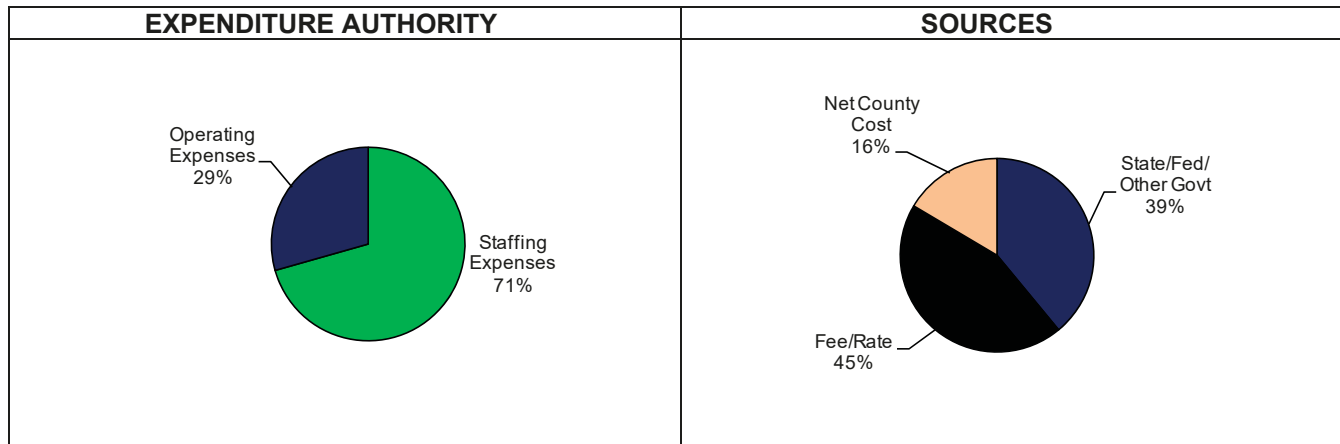 EXPENDITURE AUTHORITY
SOURCES
Operating
Expenses
29%
Staffing
Expenses
71%
Net County
Cost
16%
State/Fed/
Other Govt
39%
Fee/Rate
45%